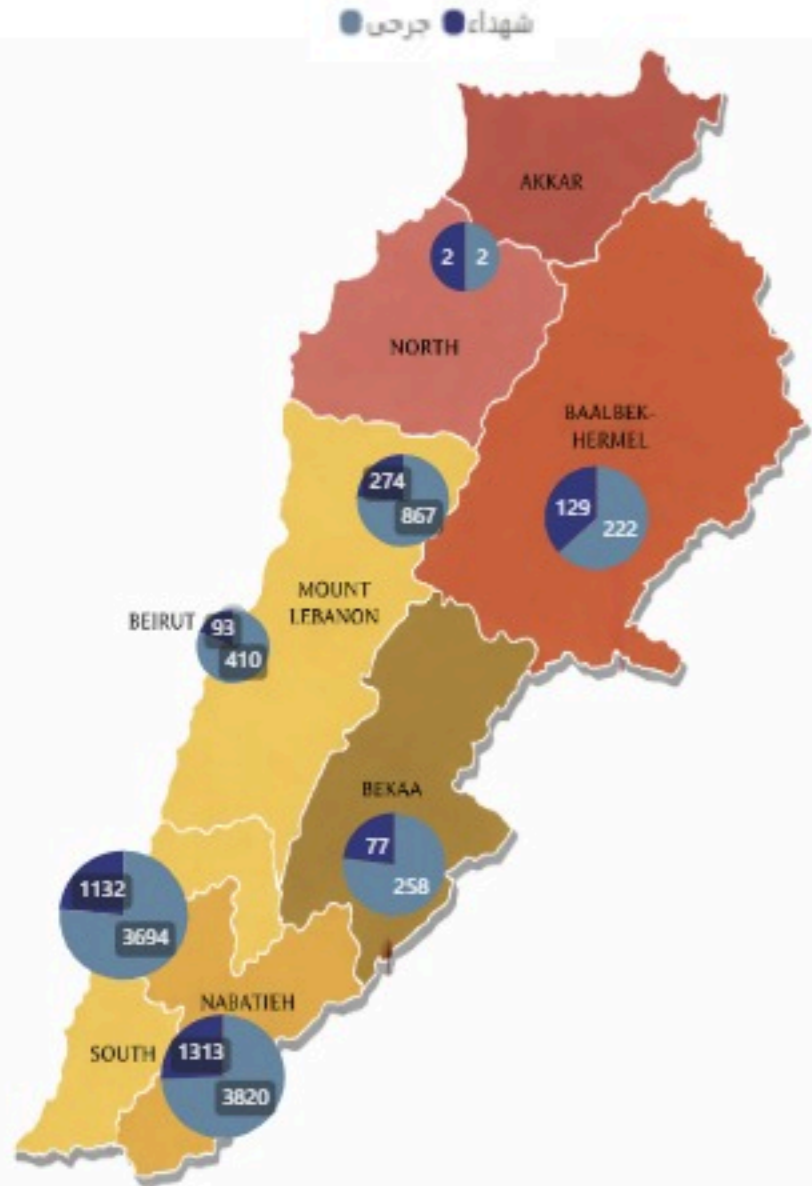 شهداء جرحى
AKKAR
2 2
NORTH
BAALBEK-
HERMEL
129
222
274
867
MOUNT
LEBANON
BEIRUT
93
410
BEKAA
77
258
1132
3694
NABATIEH
SOUTH
1313
3820